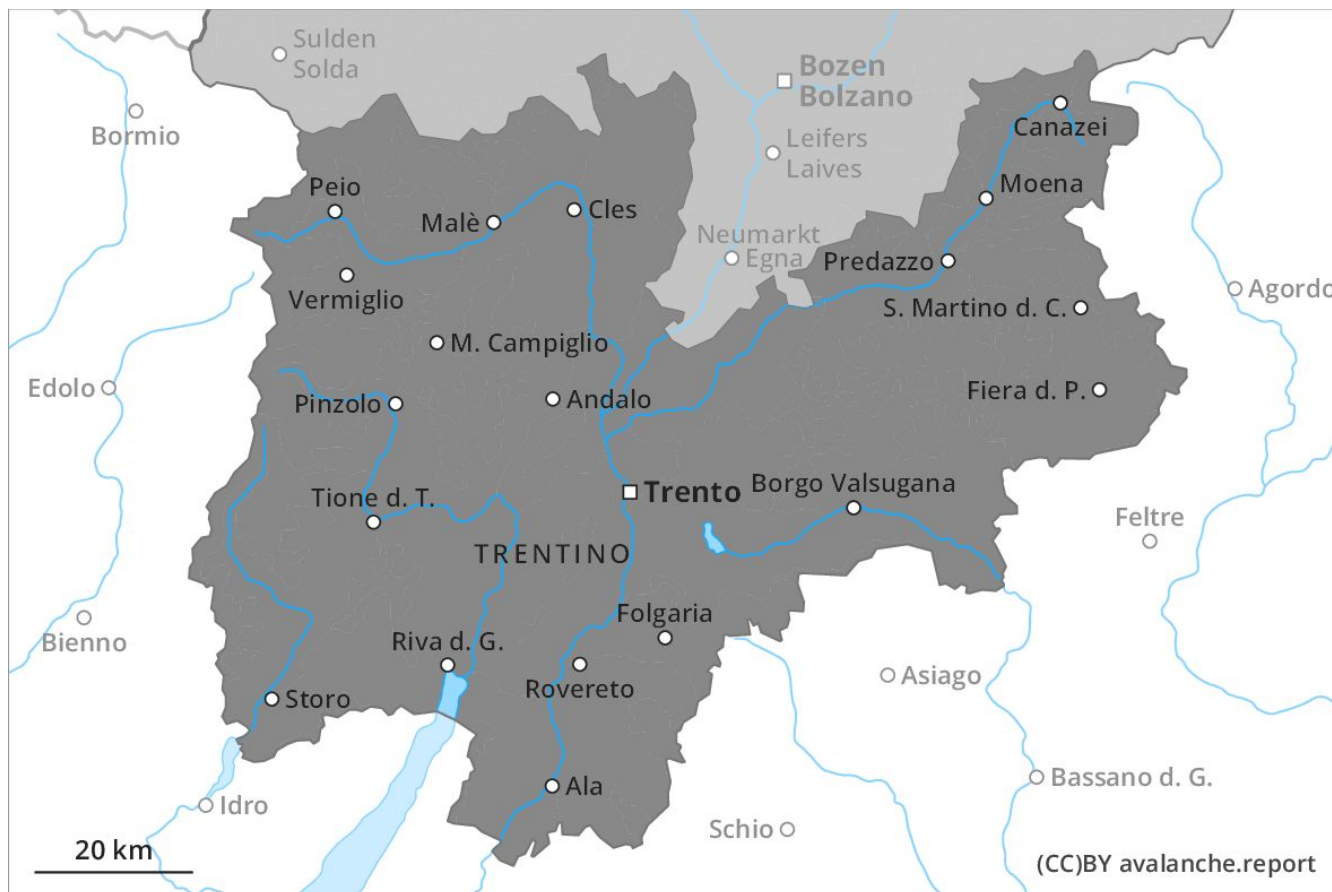 Sulden
Solda
Bozen
Bolzano
Bormio
Canazei
Leifers
Laives
Peio
Moena
Malè
Cles
Neumarkt
Egna
Predazzo
Vermiglio
Agordo
S. Martino d. C.
M. Campiglio
Edolo
Pinzolo
Andalo
Fiera d. P.
Trento
Borgo Valsugana
Tione d. T.
Feltre
TRENTINO
Folgaria
Bienno
Riva d. G.
Asiago
Rovereto
Storo
Bassano d. G.
Ala
Idro
Schio
20 km
(CC)BY avalanche.report